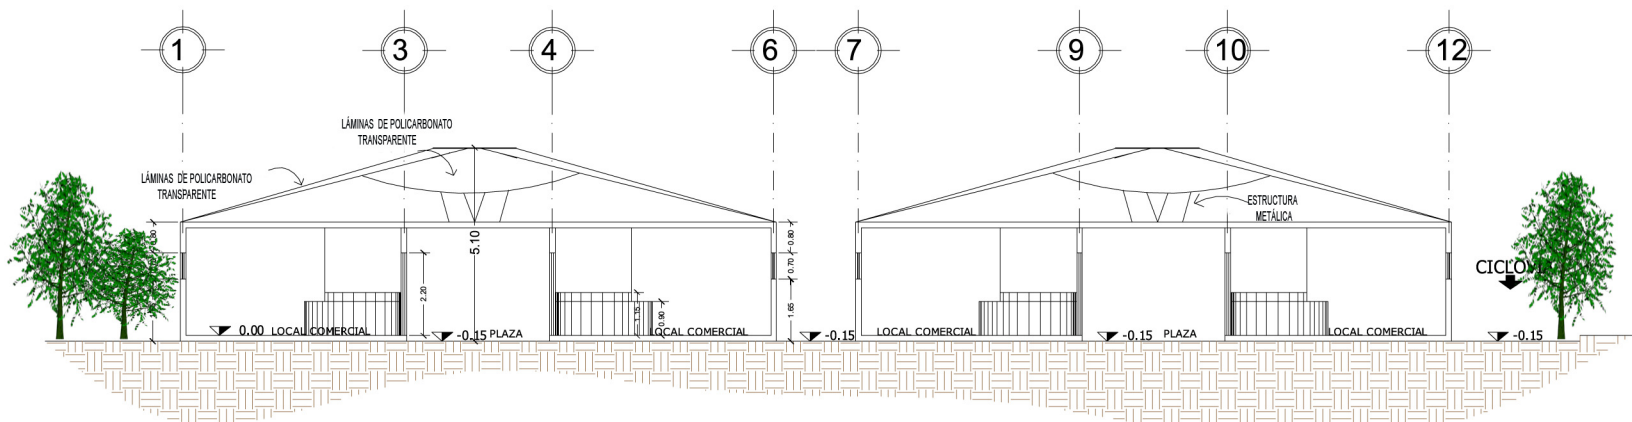 1 3 4 6 7 9 10 12
LÁMINAS DE POLICARBONATO
TRANSPARENTE
LÁMINAS DE POLICARBONATO
TRANSPARENTE
ESTRUCTURA
METÁLICA
5.10
0.80
0.70
1.65
2.20
1.15
0.90
0.00 LOCAL COMERCIAL
-0.15 PLAZA
LOCAL COMERCIAL
-0.15
LOCAL COMERCIAL
-0.15 PLAZA
LOCAL COMERCIAL
-0.15